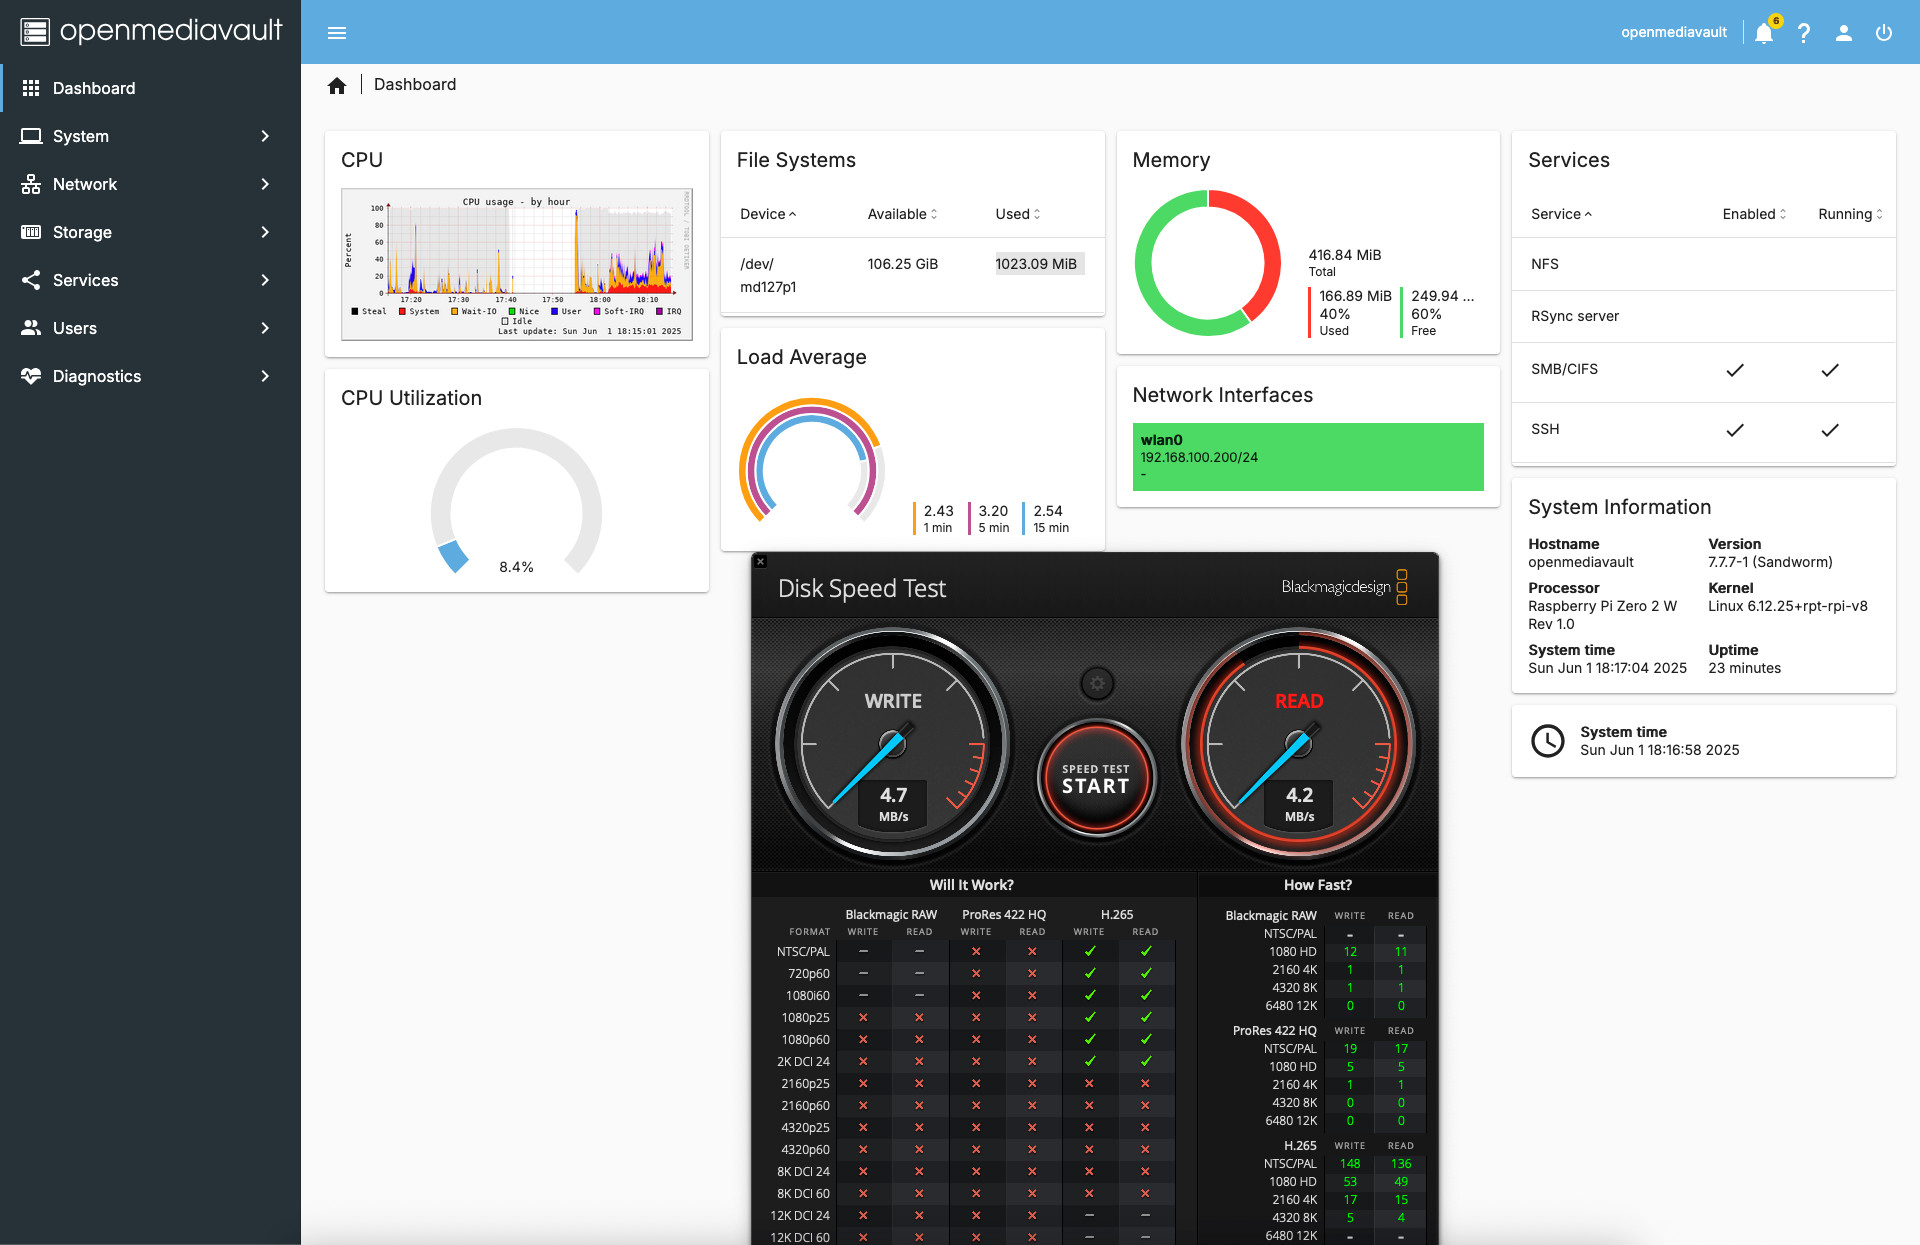 openmediavault
Dashboard
System
Network
Storage
Services
Users
Diagnostics
openmediavault
6
Dashboard
CPU
CPU usage - by hour
RRDTOOL / TOBI OETIKER
Percent
100
80
60
40
20
0
17:20 17:30 17:40 17:50 18:00 18:10
Steal System Wait-IO Nice User Soft-IRQ IRQ
Idle
Last update: Sun Jun 1 18:15:01 2025
CPU Utilization
8.4%
File Systems
Device Available Used
/dev/
md127p1
106.25 GiB
1023.09 MiB
Load Average
2.43 3.20 2.54
1 min 5 min 15 min
Memory
416.84 MiB
Total
166.89 MiB 249.94 ...
40% 60%
Used Free
Network Interfaces
wlan0
192.168.100.200/24
-
Services
Service Enabled Running
NFS
RSync server
SMB/CIFS
SSH
System Information
Hostname Version
openmediavault 7.7.7-1 (Sandworm)
Processor Kernel
Raspberry Pi Zero 2 W Linux 6.12.25+rpt-rpi-v8
Rev 1.0
System time Uptime
Sun Jun 1 18:17:04 2025 23 minutes
System time
Sun Jun 1 18:16:58 2025
Disk Speed Test
Blackmagicdesign
WRITE
4.7
MB/s
SPEED TEST
START
READ
4.2
MB/s
Will It Work?
Blackmagic RAW ProRes 422 HQ H.265
FORMAT WRITE READ WRITE READ WRITE READ
NTSC/PAL – – ✕ ✕ ✓ ✓
720p60 – – ✕ ✕ ✓ ✓
1080i60 – – ✕ ✕ ✓ ✓
1080p25 ✕ ✕ ✕ ✕ ✓ ✓
1080p60 ✕ ✕ ✕ ✕ ✓ ✓
2K DCI 24 ✕ ✕ ✕ ✕ ✓ ✓
2160p25 ✕ ✕ ✕ ✕ ✕ ✕
2160p60 ✕ ✕ ✕ ✕ ✕ ✕
4320p25 ✕ ✕ ✕ ✕ ✕ ✕
4320p60 ✕ ✕ ✕ ✕ ✕ ✕
8K DCI 24 ✕ ✕ ✕ ✕ ✕ ✕
8K DCI 60 ✕ ✕ ✕ ✕ ✕ ✕
12K DCI 24 ✕ ✕ ✕ ✕ – –
12K DCI 60 ✕ ✕ ✕ ✕ – –
How Fast?
Blackmagic RAW WRITE READ
NTSC/PAL - -
1080 HD 12 11
2160 4K 1 1
4320 8K 1 1
6480 12K 0 0
ProRes 422 HQ WRITE READ
NTSC/PAL 19 17
1080 HD 5 5
2160 4K 1 1
4320 8K 0 0
6480 12K 0 0
H.265 WRITE READ
NTSC/PAL 148 136
1080 HD 53 49
2160 4K 17 15
4320 8K 5 4
6480 12K - -